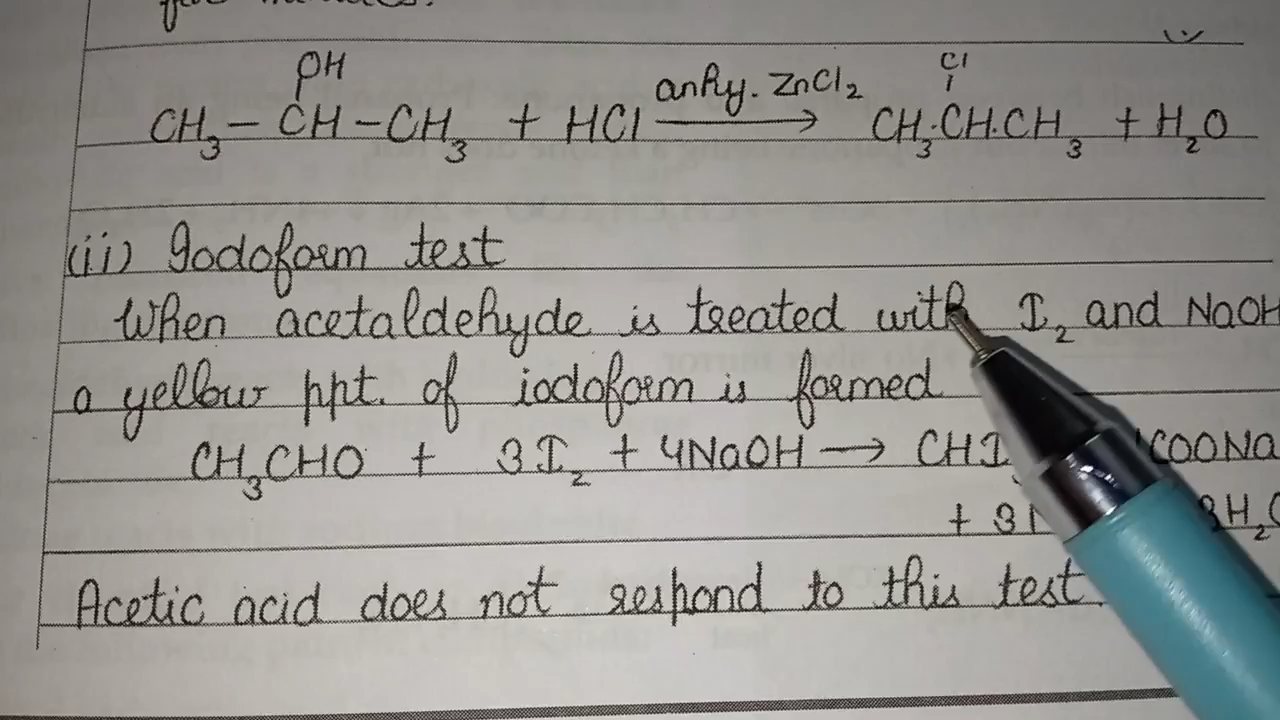 OH
CH3 – CH – CH3 + HCl anhy. ZnCl2 → CH3.CH.CH3 + H2O
Cl
(ii) Iodoform test
When acetaldehyde is treated with I2 and NaOH
a yellow ppt. of iodoform is formed
CH3CHO + 3I2 + 4NaOH → CHI COONa
+ 3 3H2O
Acetic acid does not respond to this test.